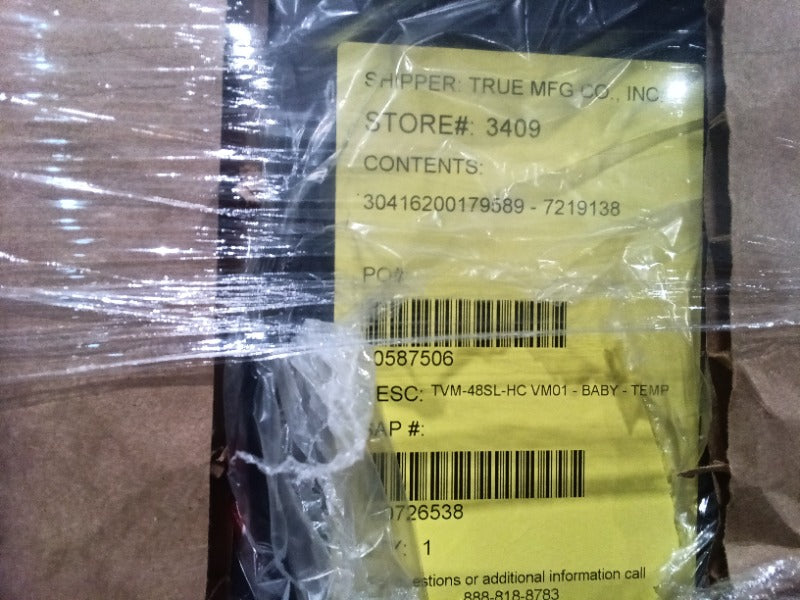 SHIPPER: TRUE MFG CO., INC.
STORE#: 3409
CONTENTS:
30416200179589 - 7219138
PO#:
0587506
ESC: TVM-48SL-HC VM01 - BABY - TEMP
SAP #:
0726538
: 1
estions or additional information call
888-818-8783